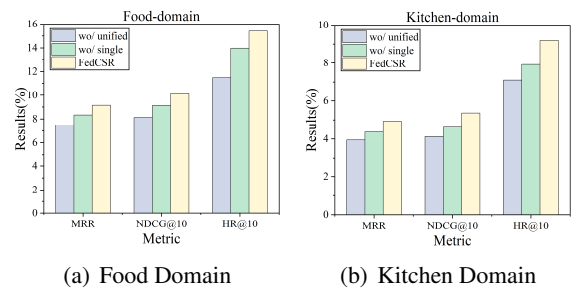 Food-domain
16
14
12
10
8
6
4
2
0
Results(%)
wo/ unified
wo/ single
FedCSR
MRR
NDCG@10
HR@10
Metric
(a) Food Domain
Kitchen-domain
10
8
6
4
2
0
Results(%)
wo/ unified
wo/ single
FedCSR
MRR
NDCG@10
HR@10
Metric
(b) Kitchen Domain